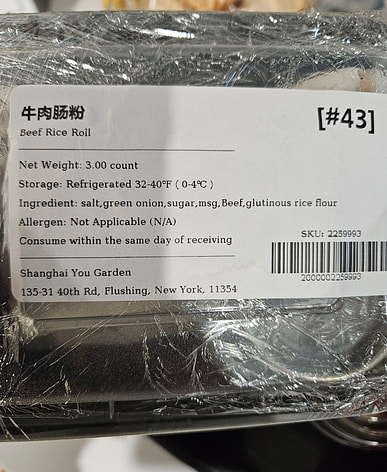 牛肉肠粉
[#43]
Beef Rice Roll
Net Weight: 3.00 count
Storage: Refrigerated 32-40°F ( 0-4℃ )
Ingredient: salt,green onion,sugar,msg,Beef,glutinous rice flour
Allergen: Not Applicable (N/A)
Consume within the same day of receiving
SKU: 2259993
2000002259993
Shanghai You Garden
135-31 40th Rd, Flushing, New York, 11354